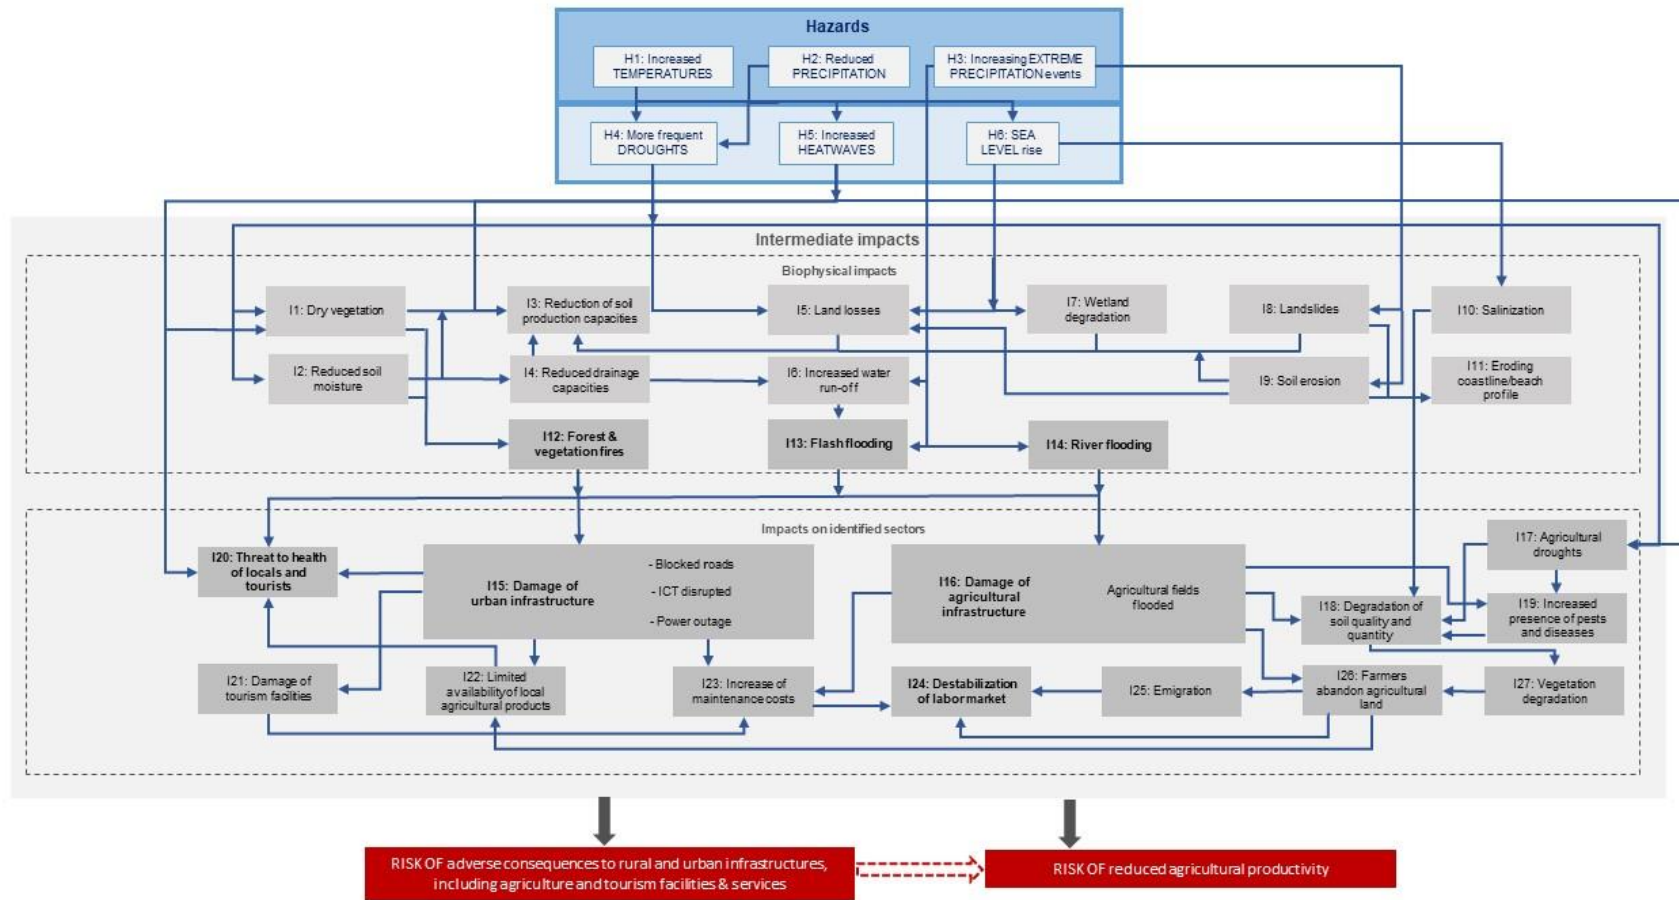 Hazards
H1: Increased
TEMPERATURES
H2: Reduced
PRECIPITATION
H3: Increasing EXTREME
PRECIPITATION events
H4: More frequent
DROUGHTS
H5: Increased
HEATWAVES
H6: SEA
LEVEL rise
Intermediate impacts
Biophysical impacts
I1: Dry vegetation
I3: Reduction of soil
production capacities
I5: Land losses
I7: Wetland
degradation
I8: Landslides
I10: Salinization
I2: Reduced soil
moisture
I4: Reduced drainage
capacities
I6: Increased water
run-off
I9: Soil erosion
I11: Eroding
coastline/beach
profile
I12: Forest &
vegetation fires
I13: Flash flooding
I14: River flooding
Impacts on identified sectors
I20: Threat to health
of locals and
tourists
I15: Damage of
urban infrastructure
- Blocked roads
- ICT disrupted
- Power outage
I16: Damage of
agricultural
infrastructure
Agricultural fields
flooded
I17: Agricultural
droughts
I18: Degradation of
soil quality and
quantity
I19: Increased
presence of pests
and diseases
I21: Damage of
tourism facilities
I22: Limited
availability of local
agricultural products
I23: Increase of
maintenance costs
I24: Destabilization
of labor market
I25: Emigration
I26: Farmers
abandon agricultural
land
I27: Vegetation
degradation
RISK OF adverse consequences to rural and urban infrastructures,
including agriculture and tourism facilities & services
RISK OF reduced agricultural productivity